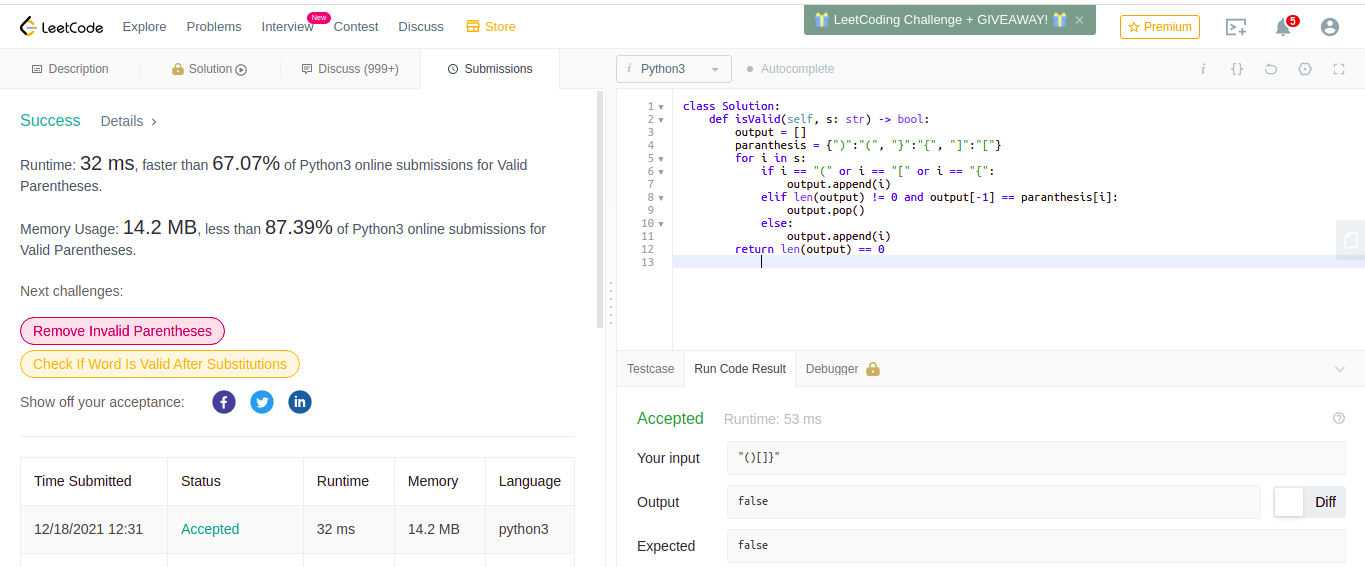 LeetCode
Explore
Problems
Interview
New
Contest
Discuss
Store
LeetCoding Challenge + GIVEAWAY!
×
Premium
5
Description
Solution
Discuss (999+)
Submissions
i Python3
Autocomplete
i {}
Success Details >
Runtime: 32 ms, faster than 67.07% of Python3 online submissions for Valid
Parentheses.
Memory Usage: 14.2 MB, less than 87.39% of Python3 online submissions for
Valid Parentheses.
Next challenges:
Remove Invalid Parentheses
Check If Word Is Valid After Substitutions
Show off your acceptance:
Time Submitted Status Runtime Memory Language
12/18/2021 12:31 Accepted 32 ms 14.2 MB python3
1 class Solution:
2 def isValid(self, s: str) -> bool:
3 output = []
4 paranthesis = {")":"(", "}":"{", "]":"["}
5 for i in s:
6 if i == "(" or i == "[" or i == "{":
7 output.append(i)
8 elif len(output) != 0 and output[-1] == paranthesis[i]:
9 output.pop()
10 else:
11 output.append(i)
12 return len(output) == 0
13
Testcase Run Code Result Debugger
Accepted Runtime: 53 ms
Your input "()[]}"
Output false Diff
Expected false